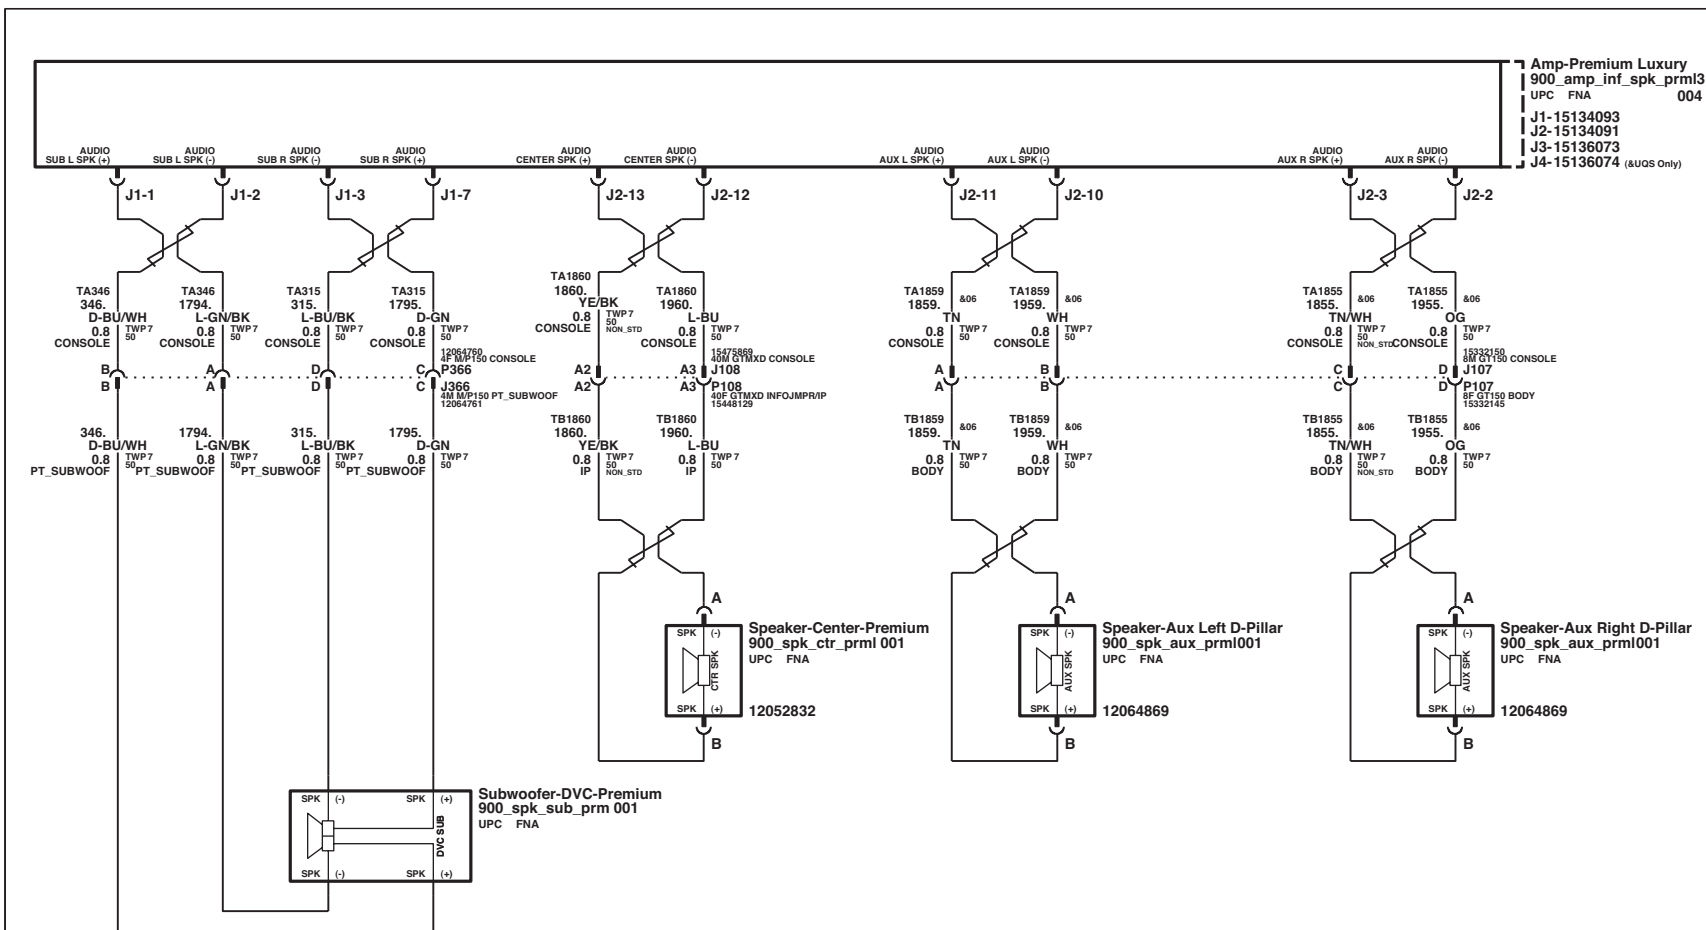 Amp-Premium Luxury
900_amp_inf_spk_prml3
UPC FNA 004
J1-15134093
J2-15134091
J3-15136073
J4-15136074 (&UQS Only)
AUDIO AUDIO AUDIO AUDIO AUDIO AUDIO AUDIO AUDIO AUDIO AUDIO
SUB L SPK (+) SUB L SPK (-) SUB R SPK (-) SUB R SPK (+) CENTER SPK (+) CENTER SPK (-) AUX L SPK (+) AUX L SPK (-) AUX R SPK (+) AUX R SPK (-)
J1-1 J1-2 J1-3 J1-7 J2-13 J2-12 J2-11 J2-10 J2-3 J2-2
TA346
346.
D-BU/WH
0.8 TWP 7
50
CONSOLE
TA346
1794.
L-GN/BK
0.8 TWP 7
50
CONSOLE
TA315
315.
L-BU/BK
0.8 TWP 7
50
CONSOLE
TA315
1795.
D-GN
0.8 TWP 7
50
CONSOLE
12064760
4F M/P150 CONSOLE
TA1860
1860.
YE/BK
0.8 TWP 7
50
CONSOLE NON_STD
TA1860
1960.
L-BU
0.8 TWP 7
50
CONSOLE
15475869
40M GTMXD CONSOLE
TA1859
1859. &06
TN
0.8 TWP 7
50
CONSOLE
TA1859
1959. &06
WH
0.8 TWP 7
50
CONSOLE
TA1855
1855. &06
TN/WH
0.8 TWP 7
50
CONSOLE NON_STD
TA1855
1955. &06
OG
0.8 TWP 7
50
CONSOLE
15332150
8M GT150 CONSOLE
B A D C P366 A2 A3 J108 A B C D J107
B A D C J366 A2 A3 P108 A B C D P107
4M M/P150 PT_SUBWOOF
12064761
40F GTMXD INFOJMPR/IP
15448129
8F GT150 BODY
15332145
346.
D-BU/WH
0.8 TWP 7
50
PT_SUBWOOF
1794.
L-GN/BK
0.8 TWP 7
50
PT_SUBWOOF
315.
L-BU/BK
0.8 TWP 7
50
PT_SUBWOOF
1795.
D-GN
0.8 TWP 7
50
PT_SUBWOOF
TB1860
1860.
YE/BK
0.8 TWP 7
50
IP NON_STD
TB1860
1960.
L-BU
0.8 TWP 7
50
IP
TB1859
1859. &06
TN
0.8 TWP 7
50
BODY
TB1859
1959. &06
WH
0.8 TWP 7
50
BODY
TB1855
1855. &06
TN/WH
0.8 TWP 7
50
BODY NON_STD
TB1855
1955. &06
OG
0.8 TWP 7
50
BODY
A
SPK (-)
CTR SPK
SPK (+)
B
Speaker-Center-Premium
900_spk_ctr_prml 001
UPC FNA
12052832
A
SPK (-)
AUX SPK
SPK (+)
B
Speaker-Aux Left D-Pillar
900_spk_aux_prml001
UPC FNA
12064869
A
SPK (-)
AUX SPK
SPK (+)
B
Speaker-Aux Right D-Pillar
900_spk_aux_prml001
UPC FNA
12064869
Subwoofer-DVC-Premium
900_spk_sub_prm 001
UPC FNA
SPK (-) SPK (+)
DVC SUB
SPK (-) SPK (+)